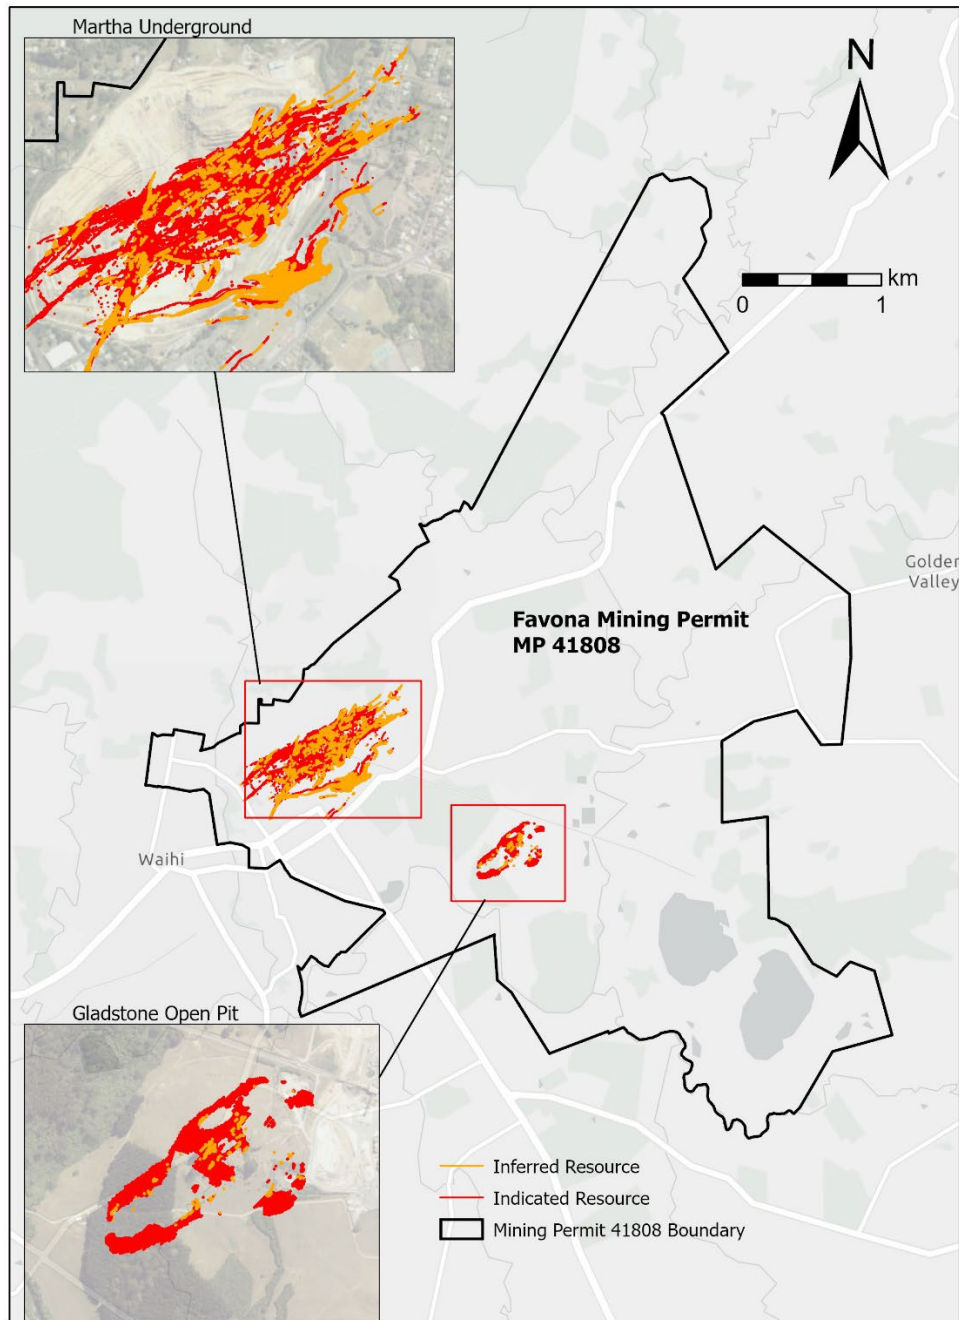 Martha Underground
N
km
0
1
Golden
Valley
Favona Mining Permit
MP 41808
Waihi
Gladstone Open Pit
Inferred Resource
Indicated Resource
Mining Permit 41808 Boundary